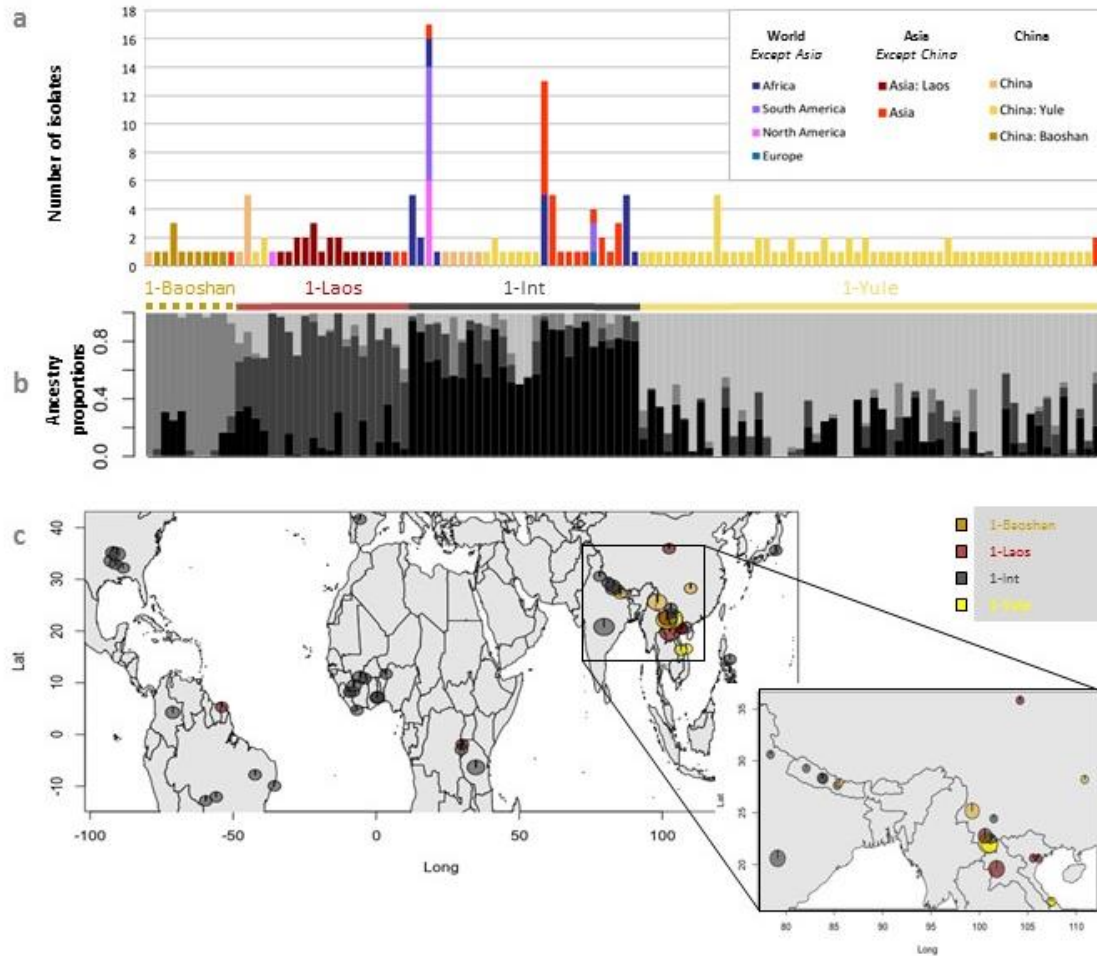 a
Number of isolates
18
16
14
12
10
8
6
4
2
0
World
Except Asia
Africa
South America
North America
Europe
Asia
Except China
Asia: Laos
Asia
China
China
China: Yule
China: Baoshan
1-Baoshan 1-Laos 1-Int 1-Yule
b
Ancestry
proportions
0.8
0.4
0.0
c
Lat
40
30
20
10
0
-10
-100 -50 0 50 100
Long
1-Baoshan
1-Laos
1-Int
1-Yule
Lat
35
30
25
20
80 85 90 95 100 105 110
Long